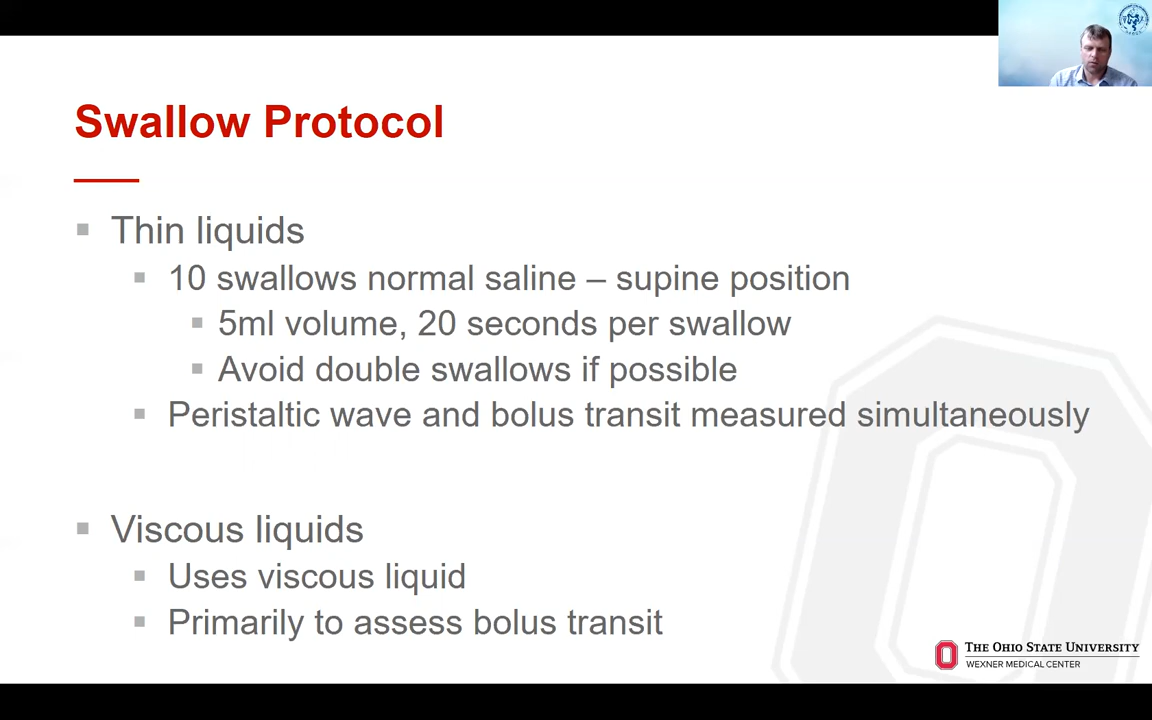 Swallow Protocol
Thin liquids
10 swallows normal saline – supine position
5ml volume, 20 seconds per swallow
Avoid double swallows if possible
Peristaltic wave and bolus transit measured simultaneously
Viscous liquids
Uses viscous liquid
Primarily to assess bolus transit
THE OHIO STATE UNIVERSITY
WEXNER MEDICAL CENTER